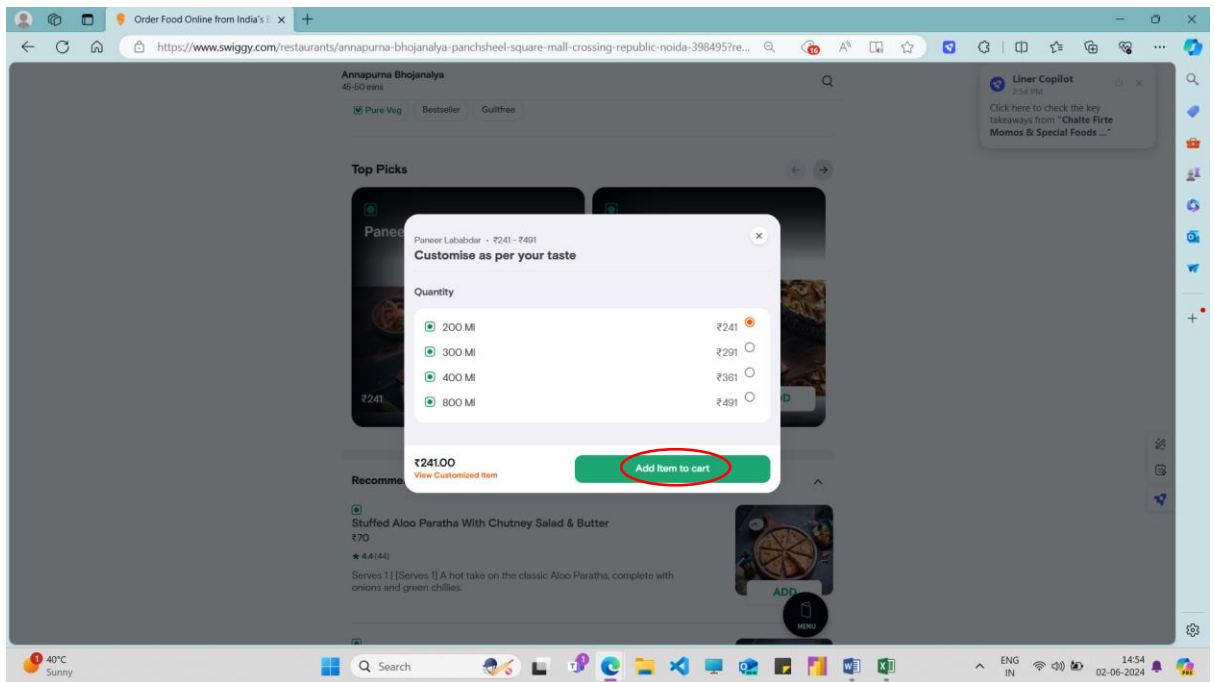 Order Food Online from India's B
https://www.swiggy.com/restaurants/annapurna-bhojanalya-panchsheel-square-mall-crossing-republic-noida-398495?re...
16
Annapurna Bhojanalya
45-50 mins
Pure Veg Bestseller Guiltfree
Liner Copilot
2:54 PM
Click here to check the key
takeaways from "Chalte Firte
Momos & Special Foods ..."
Top Picks
Panee
Paneer Lababdar • ₹241 - ₹491
Customise as per your taste
Quantity
200 Ml ₹241
300 Ml ₹291
400 Ml ₹361
800 Ml ₹491
₹241
D
₹241.00
View Customized Item
Add Item to cart
Recomme
Stuffed Aloo Paratha With Chutney Salad & Butter
₹70
4.4 (44)
Serves 1 | [Serves 1] A hot take on the classic Aloo Paratha, complete with
onions and green chillies.
ADD
MENU
1
40°C
Sunny
Search
1
ENG
IN
14:54
02-06-2024
PRE